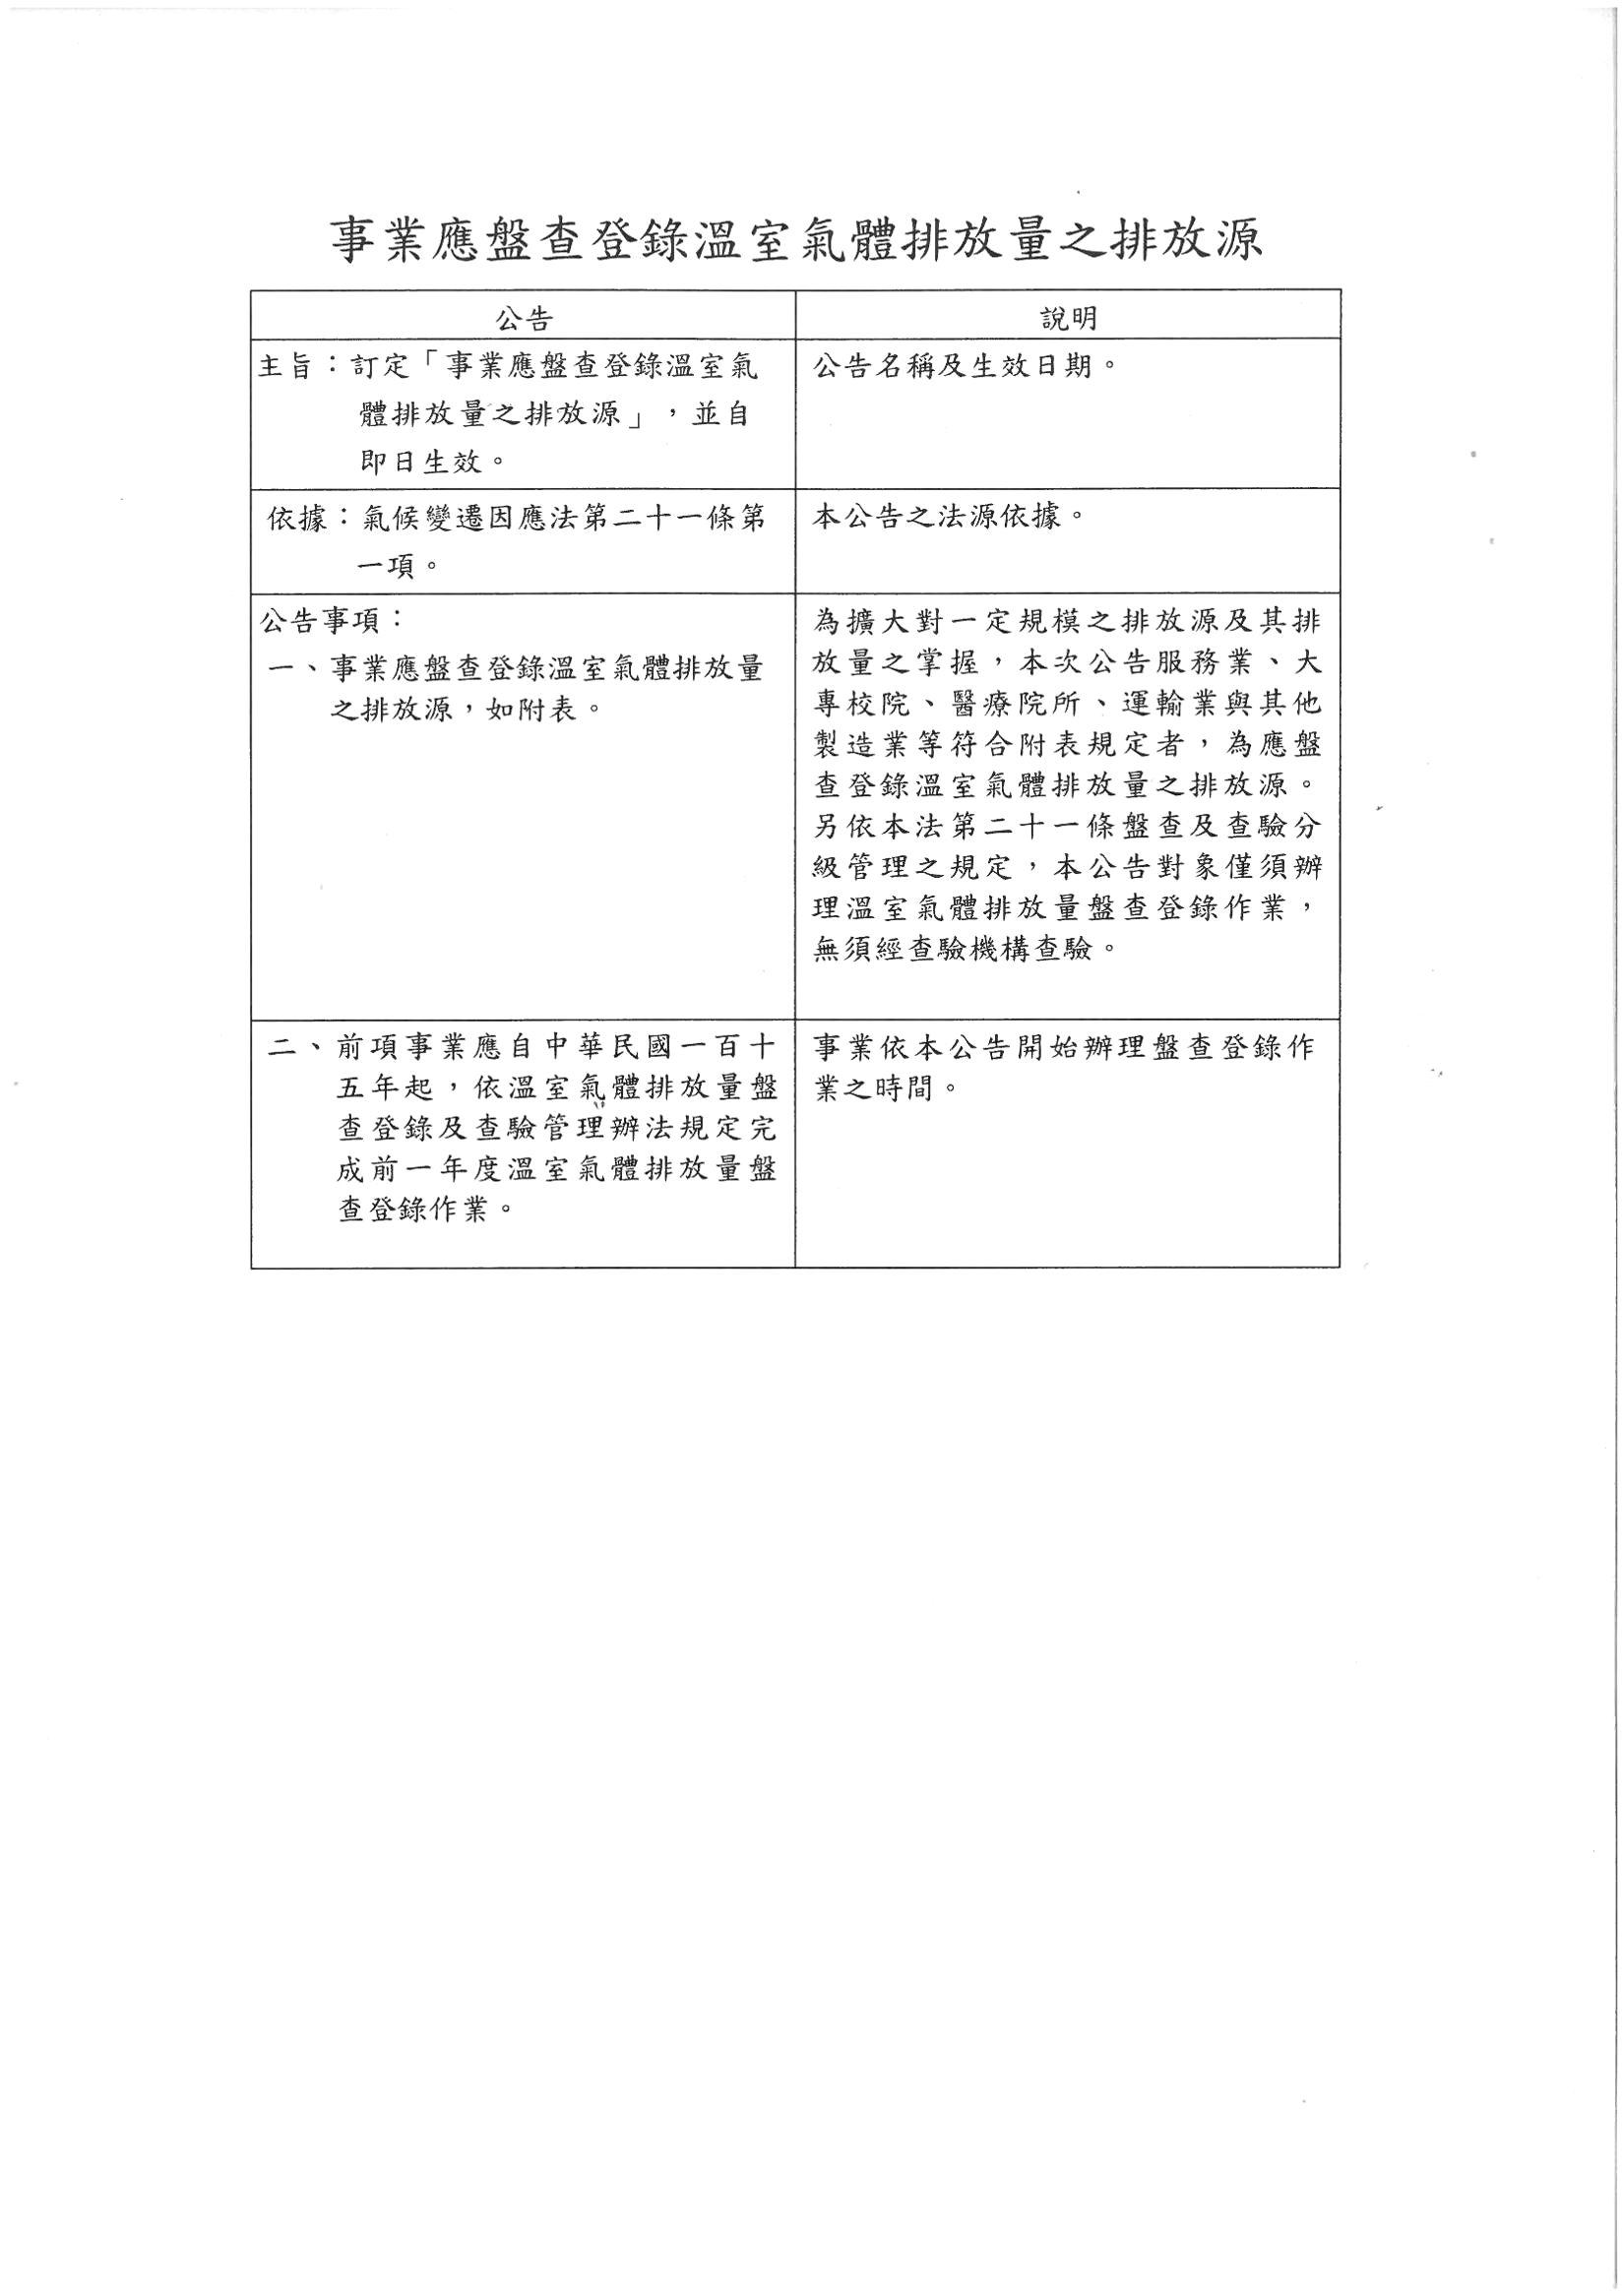 事業應盤查登錄溫室氣體排放量之排放源
公告
說明
主旨：訂定「事業應盤查登錄溫室氣
體排放量之排放源」，並自
即日生效。
公告名稱及生效日期。
依據：氣候變遷因應法第二十一條第
一項。
本公告之法源依據。
公告事項：
一、事業應盤查登錄溫室氣體排放量
之排放源，如附表。
為擴大對一定規模之排放源及其排
放量之掌握，本次公告服務業、大
專校院、醫療院所、運輸業與其他
製造業等符合附表規定者，為應盤
查登錄溫室氣體排放量之排放源。
另依本法第二十一條盤查及查驗分
級管理之規定，本公告對象僅須辦
理溫室氣體排放量盤查登錄作業，
無須經查驗機構查驗。
二、前項事業應自中華民國一百十
五年起，依溫室氣體排放量盤
查登錄及查驗管理辦法規定完
成前一年度溫室氣體排放量盤
查登錄作業。
事業依本公告開始辦理盤查登錄作
業之時間。